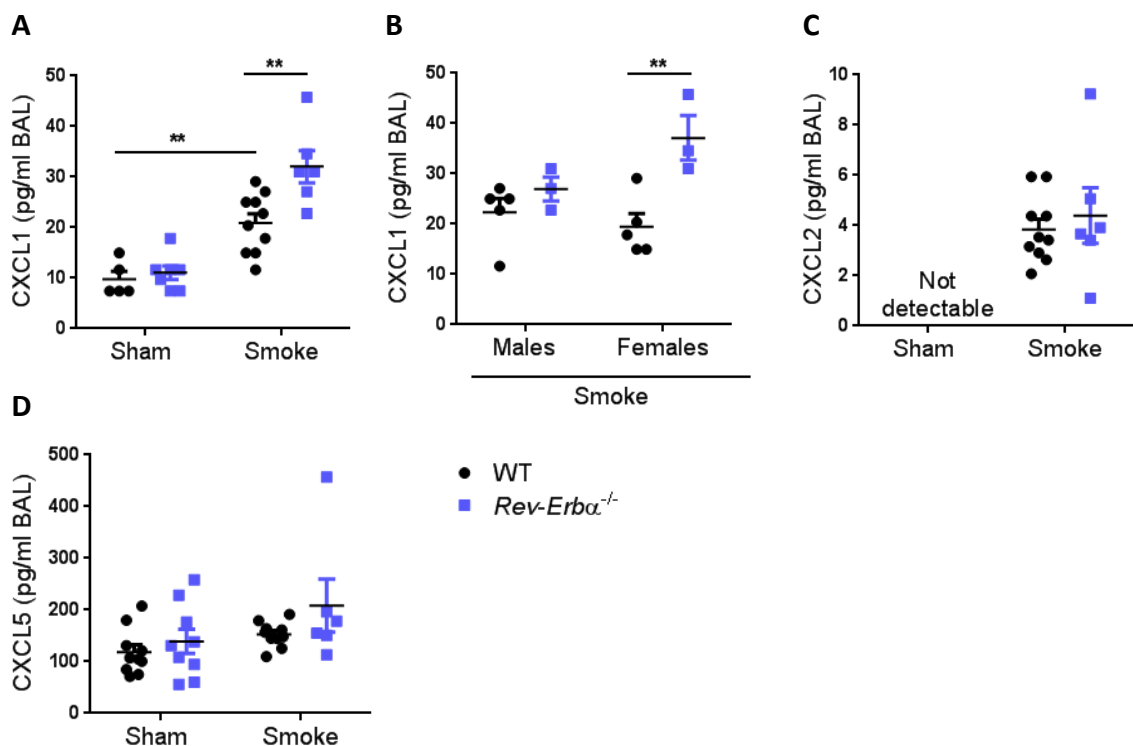 A
CXCL1 (pg/ml BAL)
50
40
30
20
10
0
**
**
Sham
Smoke
B
CXCL1 (pg/ml BAL)
50
40
30
20
10
0
**
Males
Females
Smoke
C
CXCL2 (pg/ml BAL)
10
8
6
4
2
0
Not
detectable
Sham
Smoke
D
CXCL5 (pg/ml BAL)
500
400
300
200
100
0
Sham
Smoke
WT
Rev-Erbα-/-